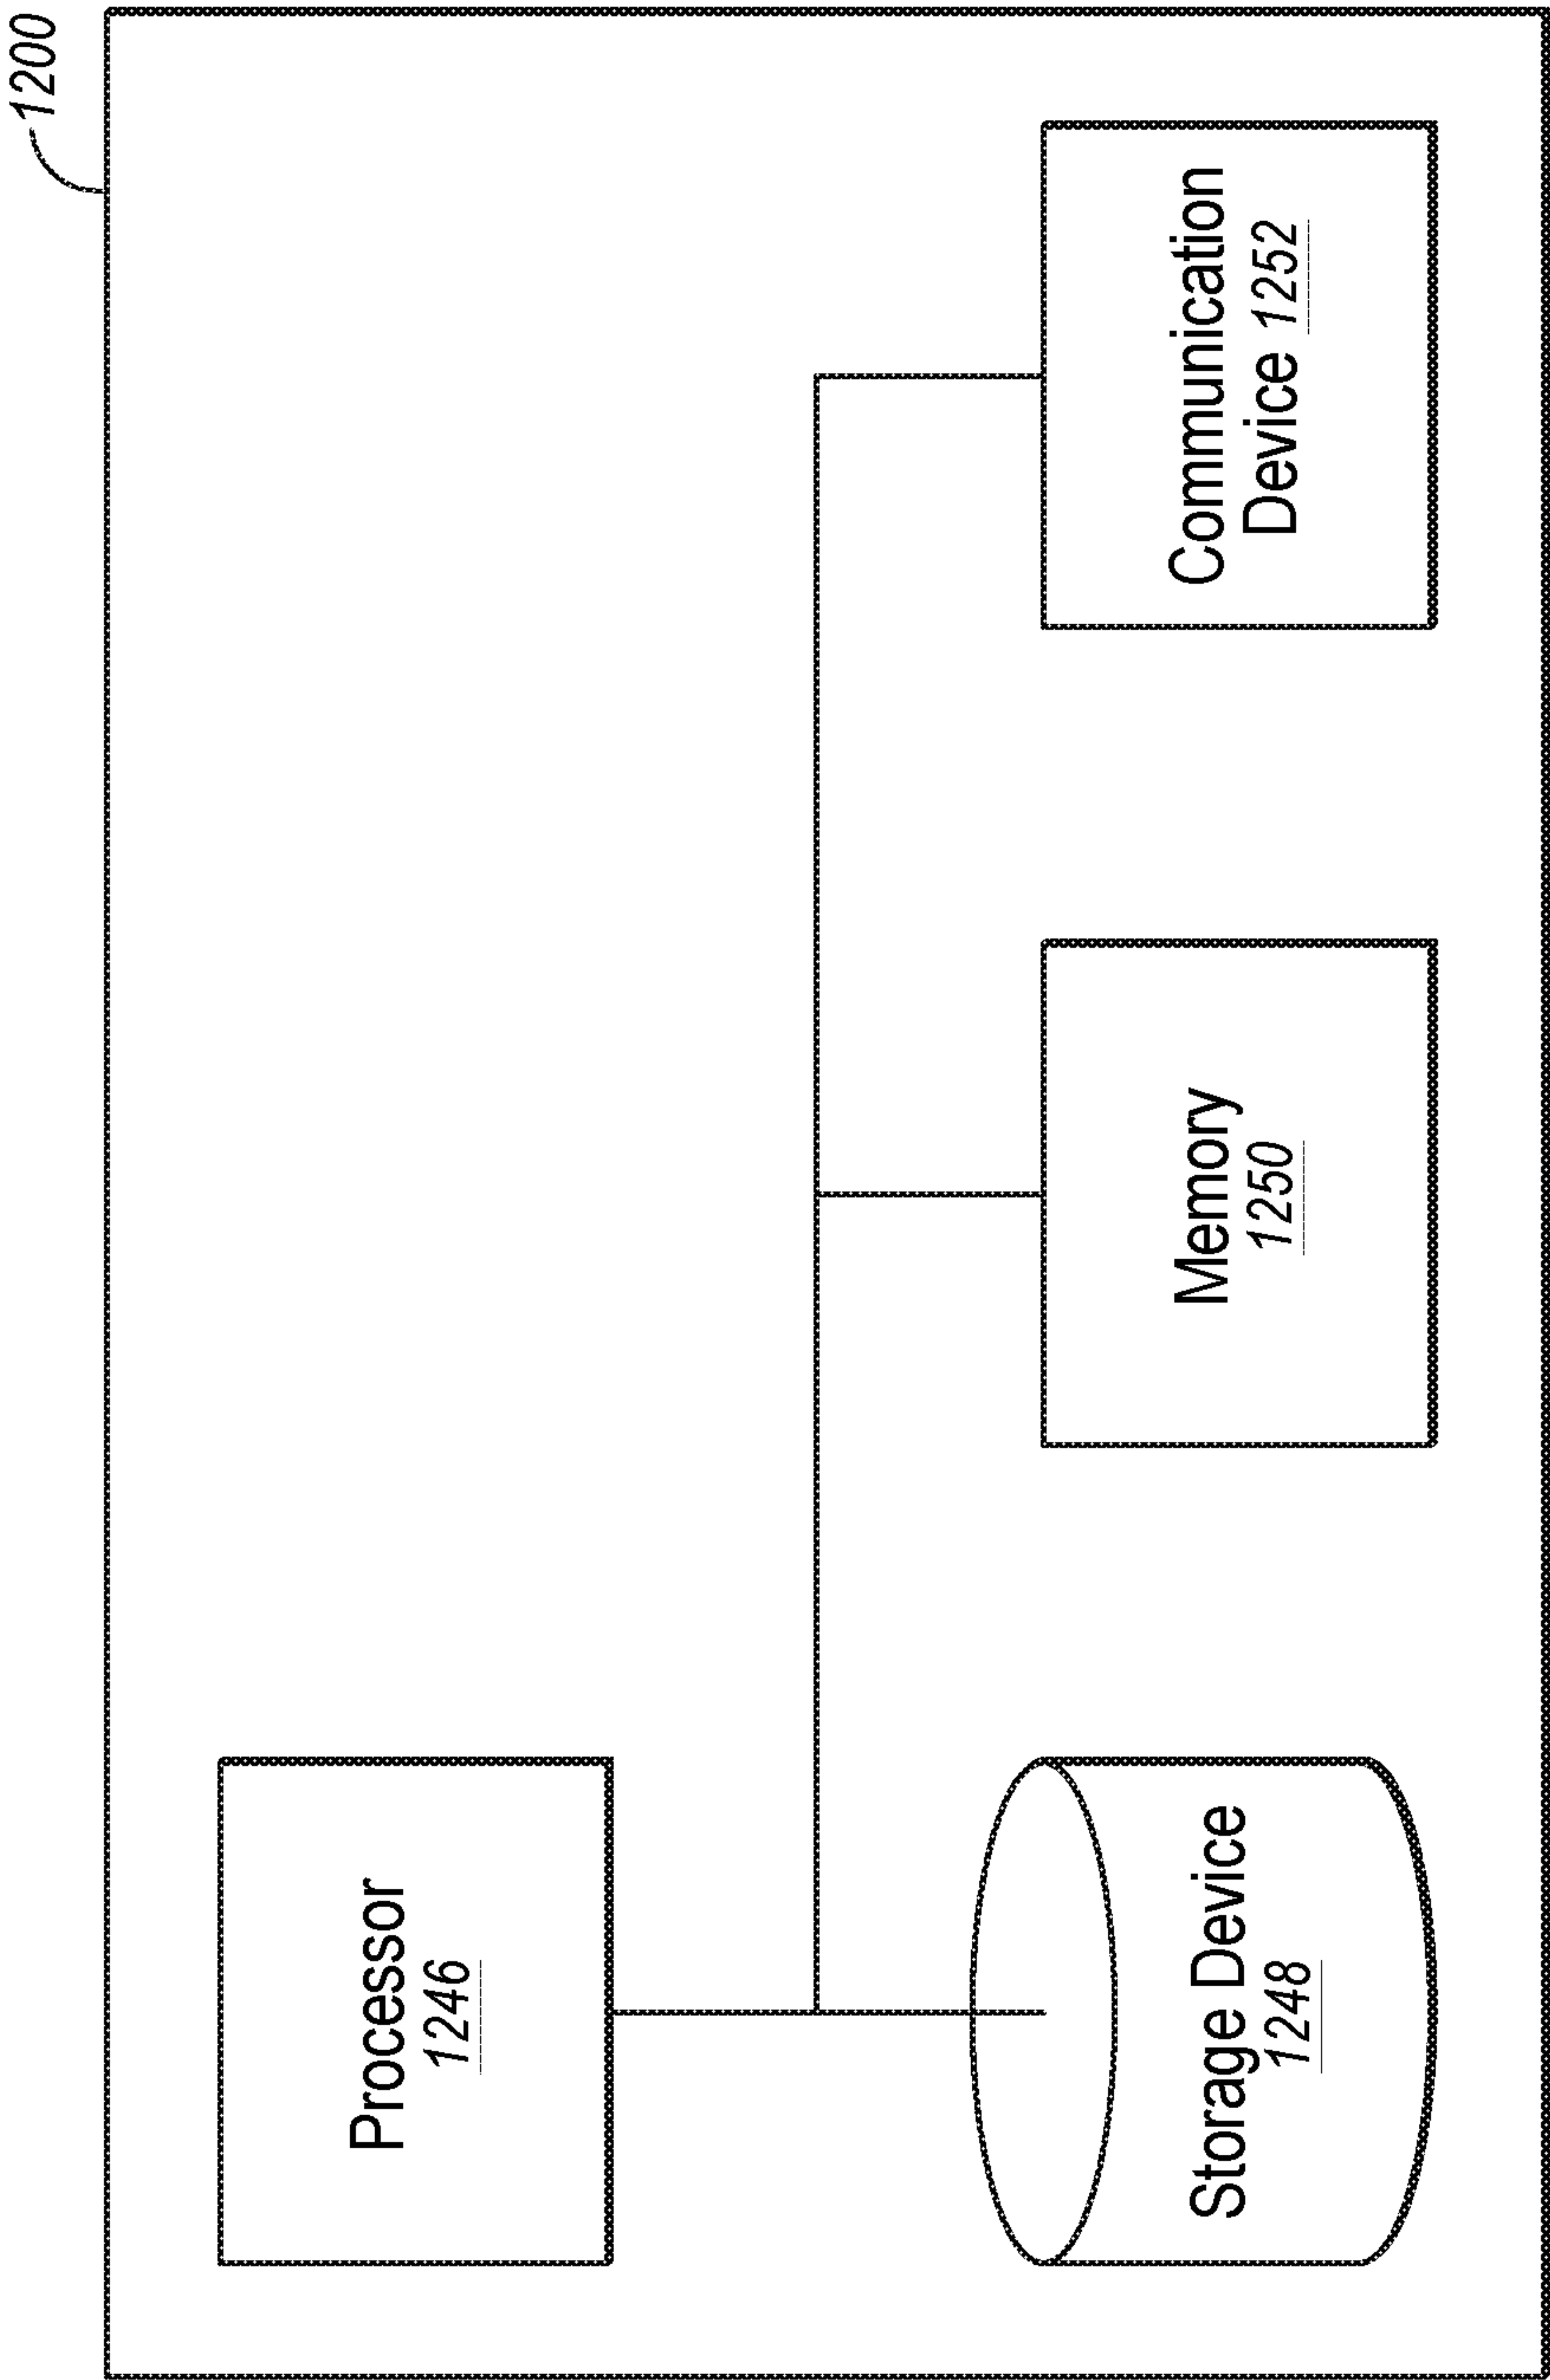 1200
Processor
1246
Storage Device
1248
Memory
1250
Communication
Device 1252